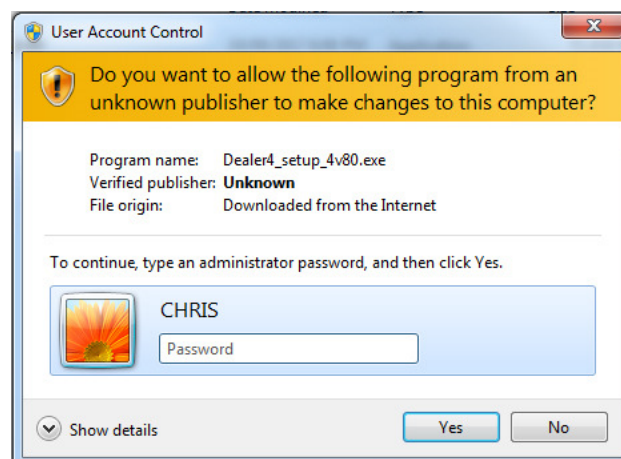 User Account Control
Do you want to allow the following program from an
unknown publisher to make changes to this computer?
Program name: Dealer4_setup_4v80.exe
Verified publisher: Unknown
File origin: Downloaded from the Internet
To continue, type an administrator password, and then click Yes.
CHRIS
Password
Show details
Yes No